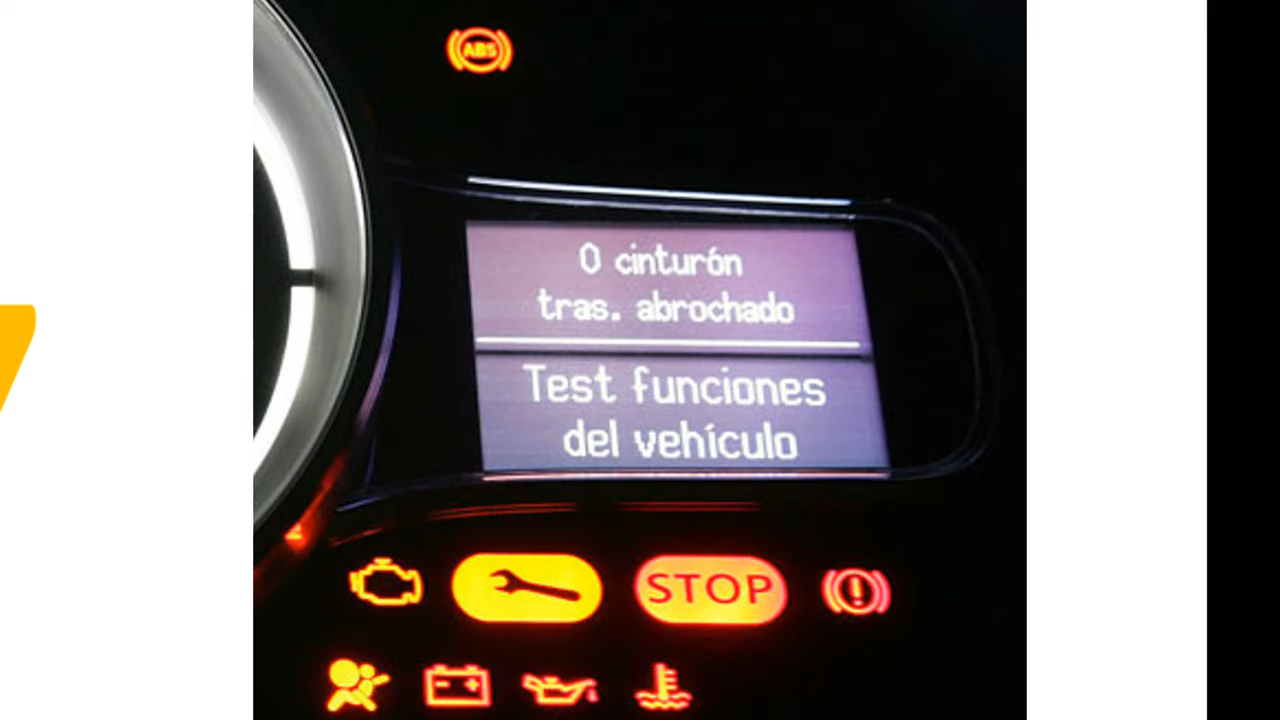 ABS
0 cinturón
tras. abrochado
Test funciones
del vehículo
STOP